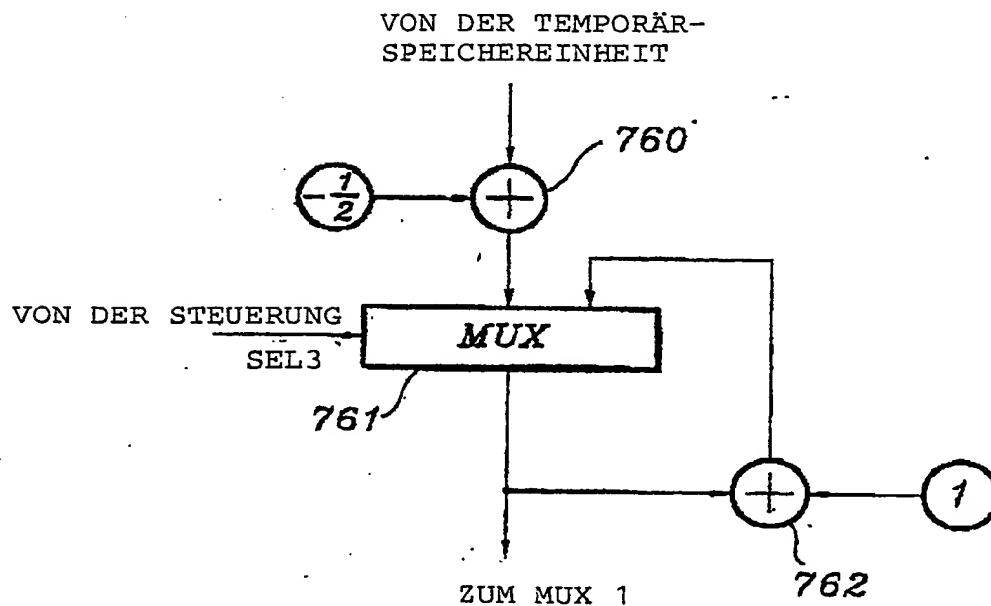 VON DER TEMPORÄR-
SPEICHEREINHEIT
760
-1/2
VON DER STEUERUNG
SEL3
MUX
761
1
762
ZUM MUX 1